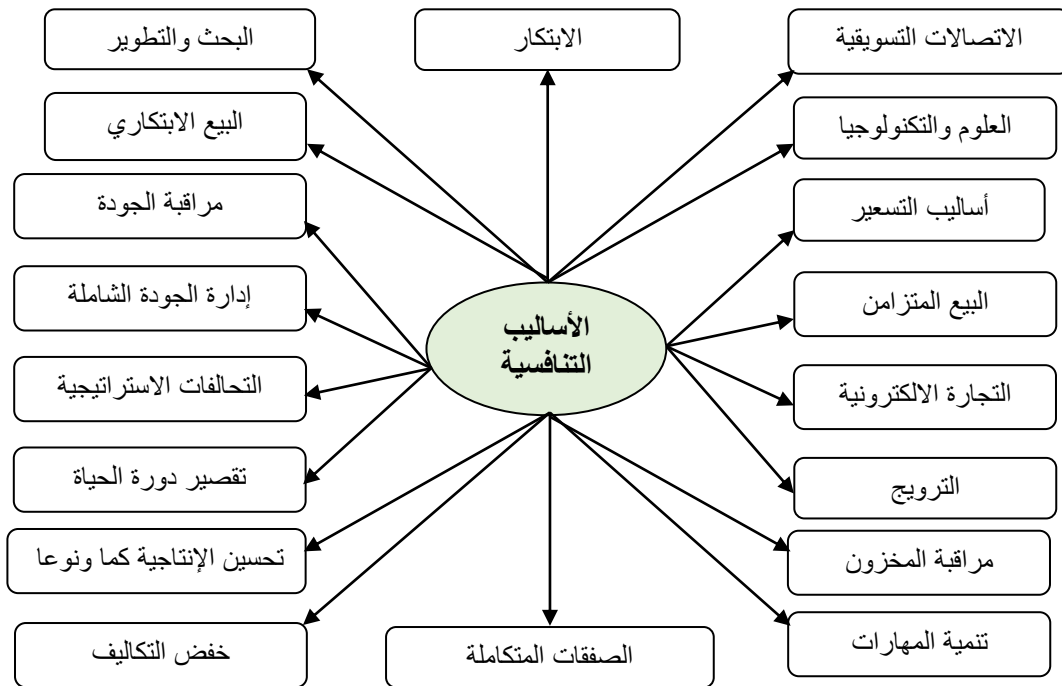 الاتصالات التسويقية
الابتكار
البحث والتطوير
العلوم والتكنولوجيا
البيع الابتكاري
أساليب التسعير
مراقبة الجودة
البيع المتزامن
إدارة الجودة الشاملة
الأساليب
التنافسية
التجارة الالكترونية
التحالفات الاستراتيجية
الترويج
تقصير دورة الحياة
مراقبة المخزون
تحسين الإنتاجية كما ونوعا
تنمية المهارات
الصفقات المتكاملة
خفض التكاليف